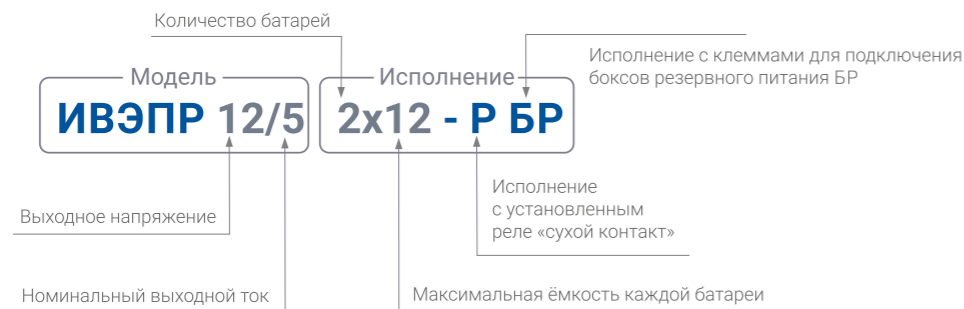 Количество батарей
Исполнение с клеммами для подключения
боксов резервного питания БР
Модель
Исполнение
ИВЭПР 12/5
2х12 - Р БР
Выходное напряжение
Исполнение
с установленным
реле «сухой контакт»
Номинальный выходной ток
Максимальная ёмкость каждой батареи